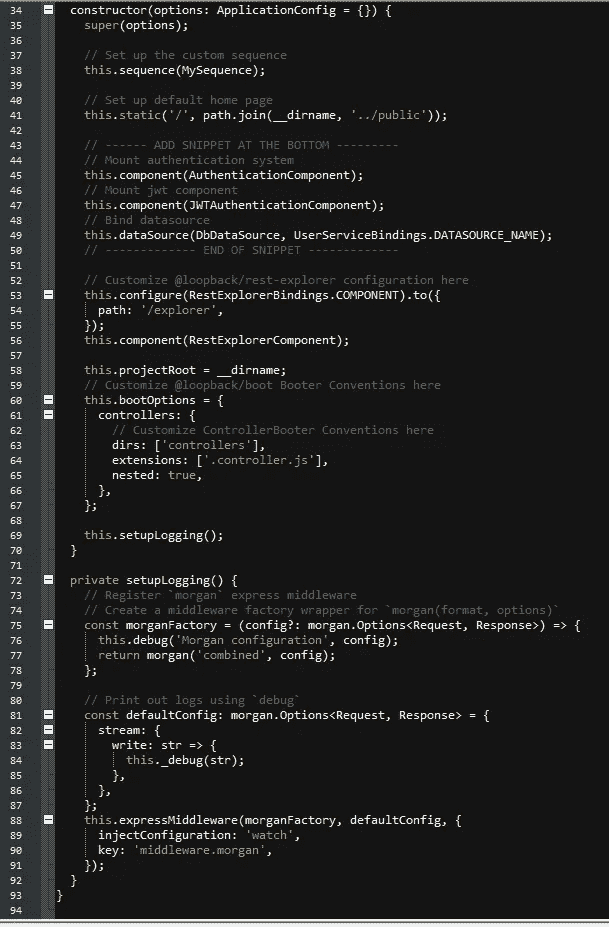 34 constructor(options: ApplicationConfig = {}) {
35 super(options);
36
37 // Set up the custom sequence
38 this.sequence(MySequence);
39
40 // Set up default home page
41 this.static('/', path.join(__dirname, '../public'));
42
43 // ------ ADD SNIPPET AT THE BOTTOM ---------
44 // Mount authentication system
45 this.component(AuthenticationComponent);
46 // Mount jwt component
47 this.component(JWTAuthenticationComponent);
48 // Bind datasource
49 this.dataSource(DbDataSource, UserServiceBindings.DATASOURCE_NAME);
50 // ------------- END OF SNIPPET -------------
51
52 // Customize @loopback/rest-explorer configuration here
53 this.configure(RestExplorerBindings.COMPONENT).to({
54 path: '/explorer',
55 });
56 this.component(RestExplorerComponent);
57
58 this.projectRoot = __dirname;
59 // Customize @loopback/boot Booter Conventions here
60 this.bootOptions = {
61 controllers: {
62 // Customize ControllerBooter Conventions here
63 dirs: ['controllers'],
64 extensions: ['.controller.js'],
65 nested: true,
66 },
67 };
68
69 this.setupLogging();
70 }
71
72 private setupLogging() {
73 // Register `morgan` express middleware
74 // Create a middleware factory wrapper for `morgan(format, options)`
75 const morganFactory = (config?: morgan.Options<Request, Response>) => {
76 this.debug('Morgan configuration', config);
77 return morgan('combined', config);
78 };
79
80 // Print out logs using `debug`
81 const defaultConfig: morgan.Options<Request, Response> = {
82 stream: {
83 write: str => {
84 this._debug(str);
85 },
86 },
87 };
88 this.expressMiddleware(morganFactory, defaultConfig, {
89 injectConfiguration: 'watch',
90 key: 'middleware.morgan',
91 });
92 }
93 }
94